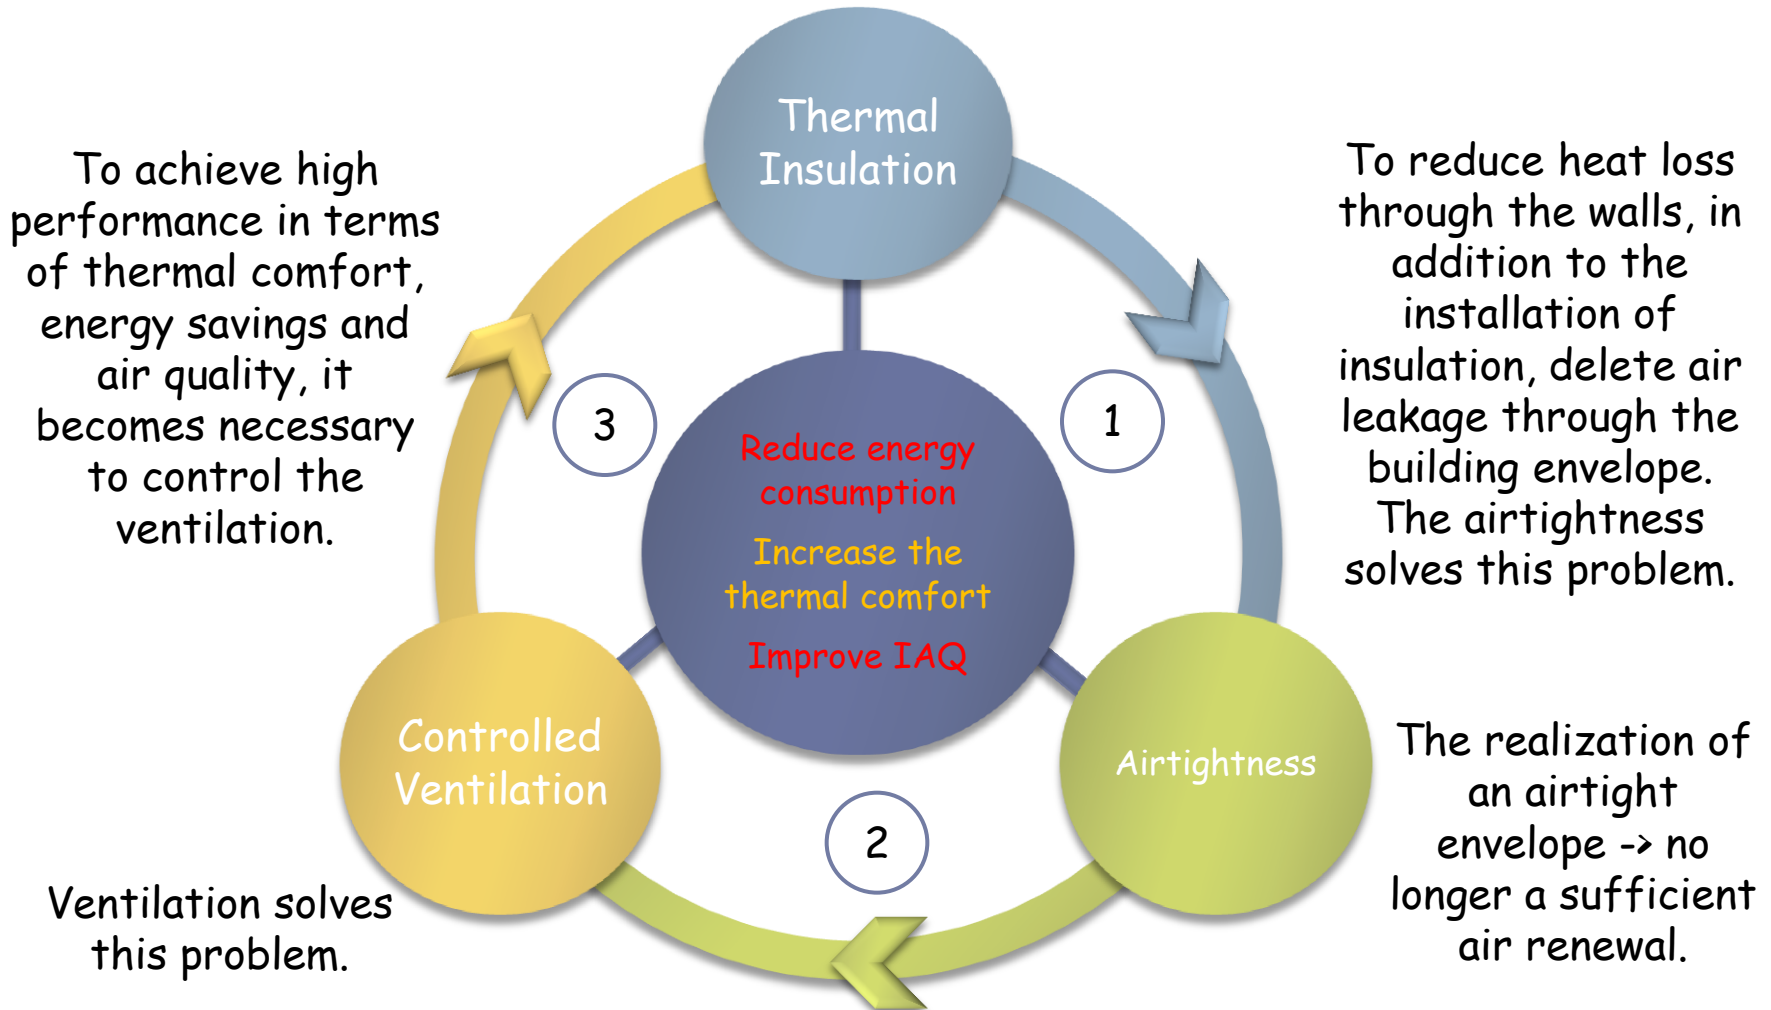 Thermal
Insulation
To achieve high
performance in terms
of thermal comfort,
energy savings and
air quality, it
becomes necessary
to control the
ventilation.
To reduce heat loss
through the walls, in
addition to the
installation of
insulation, delete air
leakage through the
building envelope.
The airtightness
solves this problem.
3
1
Reduce energy
consumption
Increase the
thermal comfort
Improve IAQ
Controlled
Ventilation
Airtightness
2
The realization of
an airtight
envelope -> no
longer a sufficient
air renewal.
Ventilation solves
this problem.